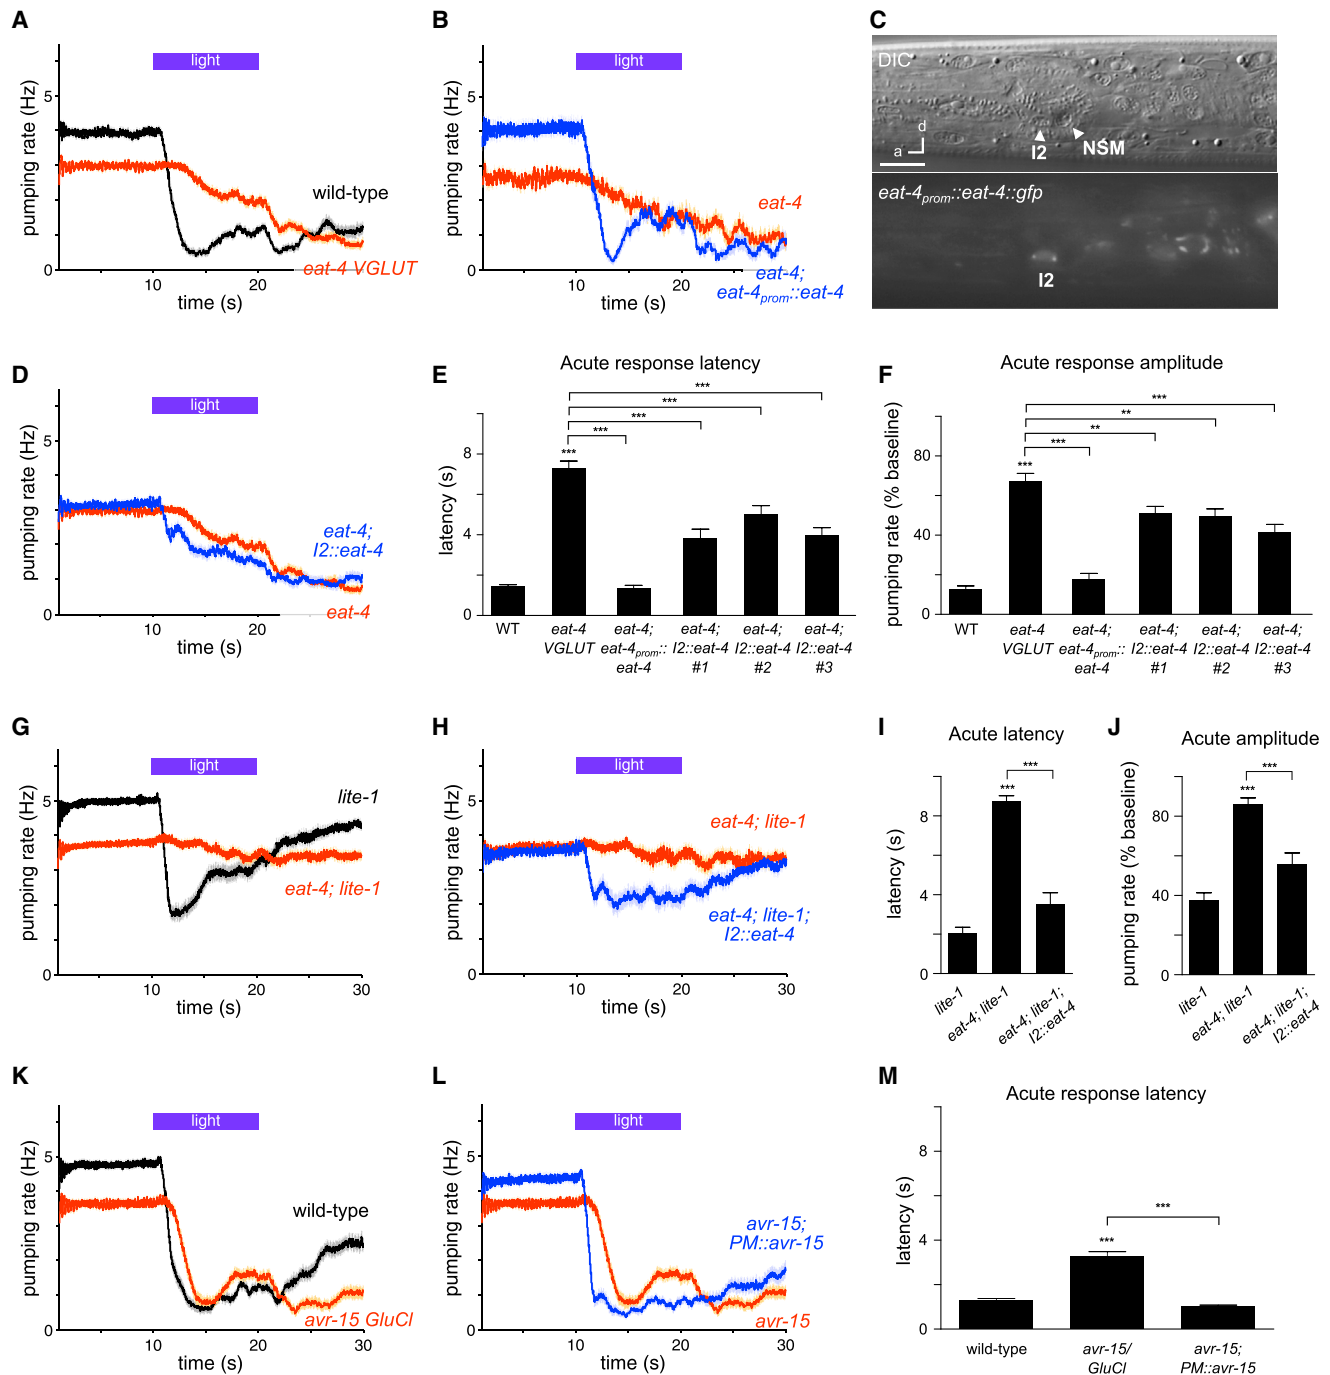 A
light
pumping rate (Hz)
5
0
10
20
time (s)
wild-type
eat-4 VGLUT
B
light
pumping rate (Hz)
5
0
10
20
time (s)
eat-4
eat-4;
eat-4prom::eat-4
C
DIC
d
a
I2
NSM
eat-4prom::eat-4::gfp
I2
D
light
pumping rate (Hz)
5
0
10
20
time (s)
eat-4;
I2::eat-4
eat-4
E
Acute response latency
***
***
***
***
***
latency (s)
8
4
0
WT
eat-4
VGLUT
eat-4;
eat-4prom::
eat-4
eat-4;
I2::eat-4
#1
eat-4;
I2::eat-4
#2
eat-4;
I2::eat-4
#3
F
Acute response amplitude
***
**
**
***
***
pumping rate (% baseline)
80
40
0
WT
eat-4
VGLUT
eat-4;
eat-4prom::
eat-4
eat-4;
I2::eat-4
#1
eat-4;
I2::eat-4
#2
eat-4;
I2::eat-4
#3
G
light
pumping rate (Hz)
5
0
10
20
30
time (s)
lite-1
eat-4; lite-1
H
light
pumping rate (Hz)
5
0
10
20
30
time (s)
eat-4; lite-1
eat-4; lite-1;
I2::eat-4
I
Acute latency
***
***
latency (s)
8
4
0
lite-1
eat-4; lite-1
eat-4; lite-1;
I2::eat-4
J
Acute amplitude
***
***
pumping rate (% baseline)
80
40
0
lite-1
eat-4; lite-1
eat-4; lite-1;
I2::eat-4
K
light
pumping rate (Hz)
5
0
10
20
30
time (s)
wild-type
avr-15 GluCl
L
light
pumping rate (Hz)
5
0
10
20
30
time (s)
avr-15;
PM::avr-15
avr-15
M
Acute response latency
***
***
latency (s)
8
4
0
wild-type
avr-15/
GluCl
avr-15;
PM::avr-15